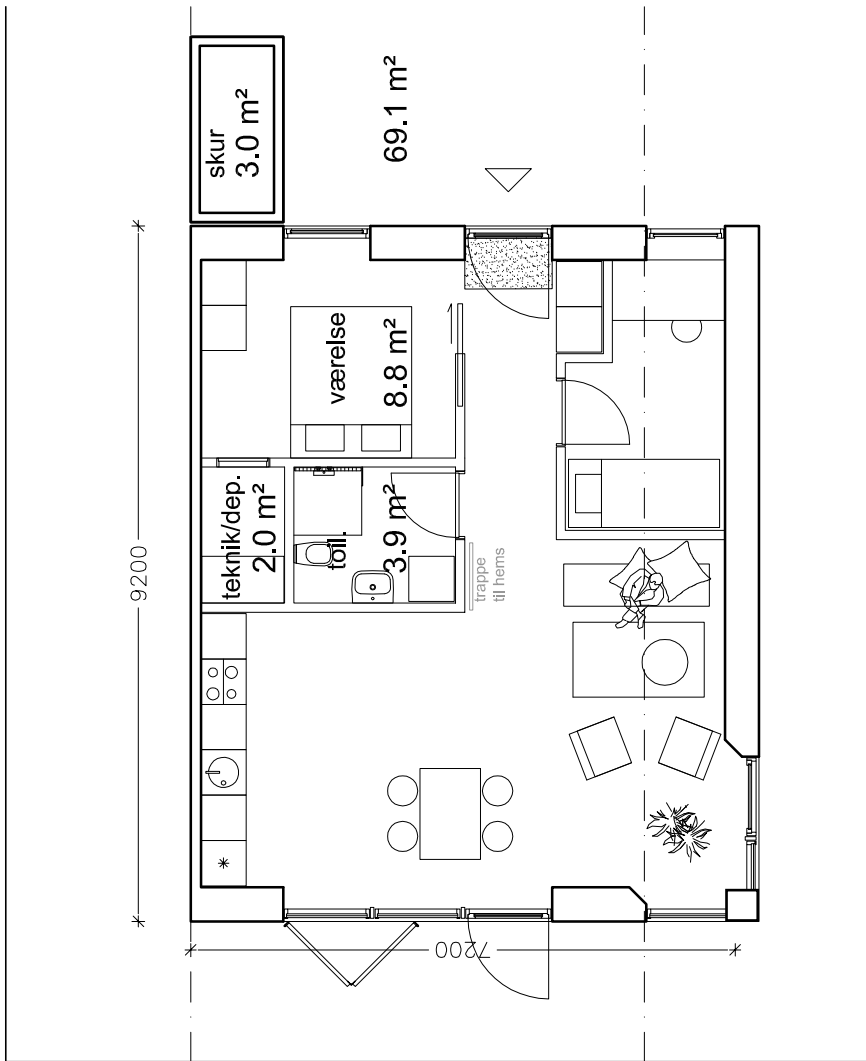 skur
3.0 m²
69.1 m²
værelse
8.8 m²
teknik/dep.
2.0 m²
toil.
3.9 m²
trappe
til hems
9200
7200